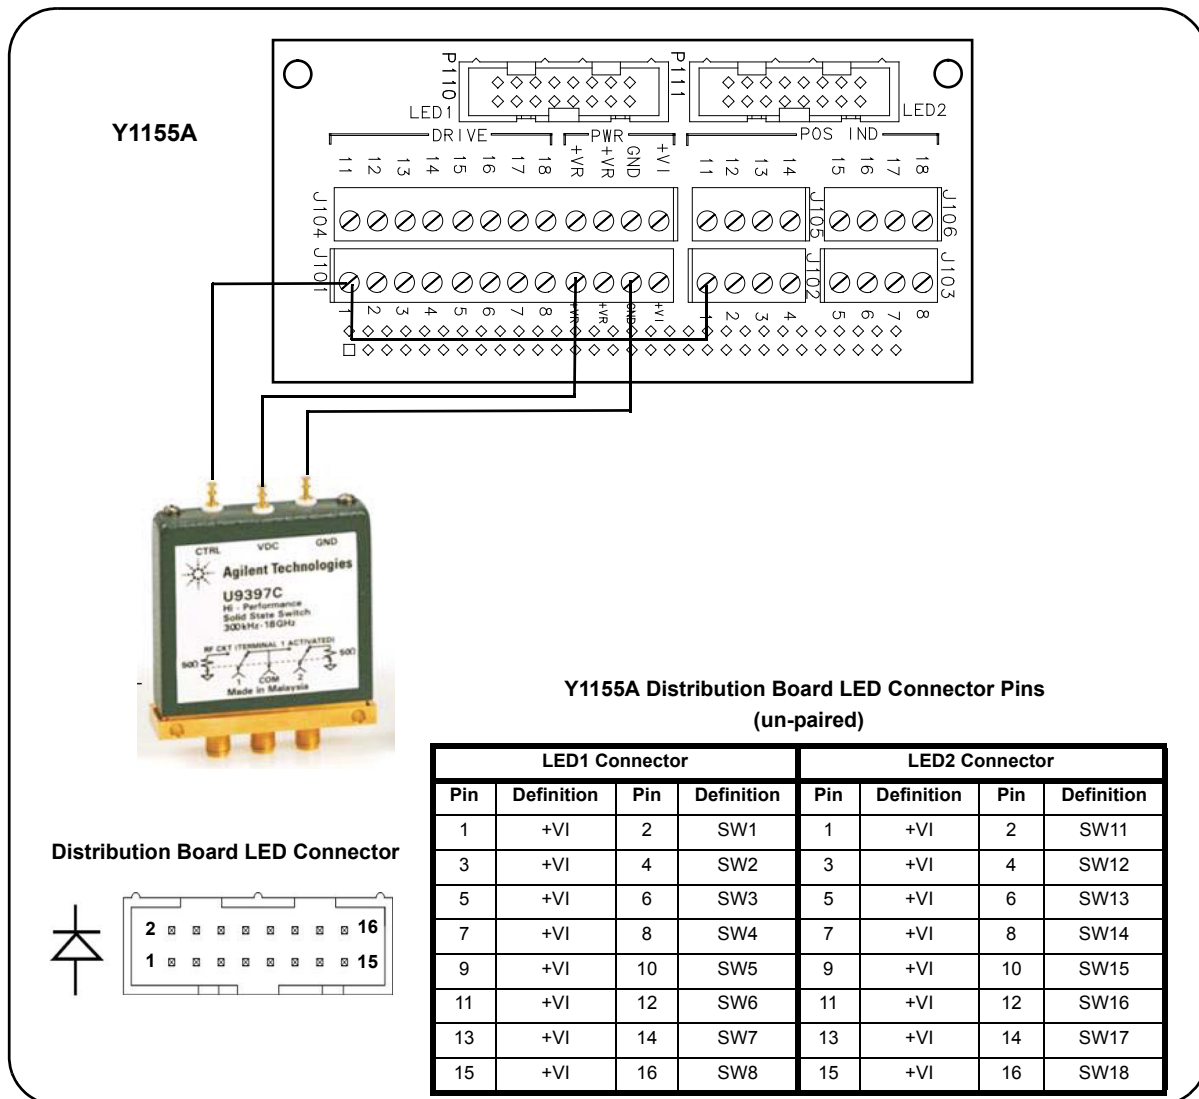 Y1155A
P110
P111
LED1
LED2
DRIVE
PWR
POS IND
11 12 13 14 15 16 17 18 +VR +VR GND +VI
11 12 13 14
15 16 17 18
J104
J105
J106
J101
J102
J103
1 2 3 4 5 6 7 8 +VR +VR GND +VI
1 2 3 4
5 6 7 8
CTRL VDC GND
Agilent Technologies
U9397C
Hi - Performance
Solid State Switch
300kHz-18GHz
RF CKT (TERMINAL 1 ACTIVATED)
50Ω 50Ω
1 COM 2
Made in Malaysia
Distribution Board LED Connector
2 16
1 15
Y1155A Distribution Board LED Connector Pins
(un-paired)
LED1 Connector LED2 Connector
Pin Definition Pin Definition Pin Definition Pin Definition
1 +VI 2 SW1 1 +VI 2 SW11
3 +VI 4 SW2 3 +VI 4 SW12
5 +VI 6 SW3 5 +VI 6 SW13
7 +VI 8 SW4 7 +VI 8 SW14
9 +VI 10 SW5 9 +VI 10 SW15
11 +VI 12 SW6 11 +VI 12 SW16
13 +VI 14 SW7 13 +VI 14 SW17
15 +VI 16 SW8 15 +VI 16 SW18